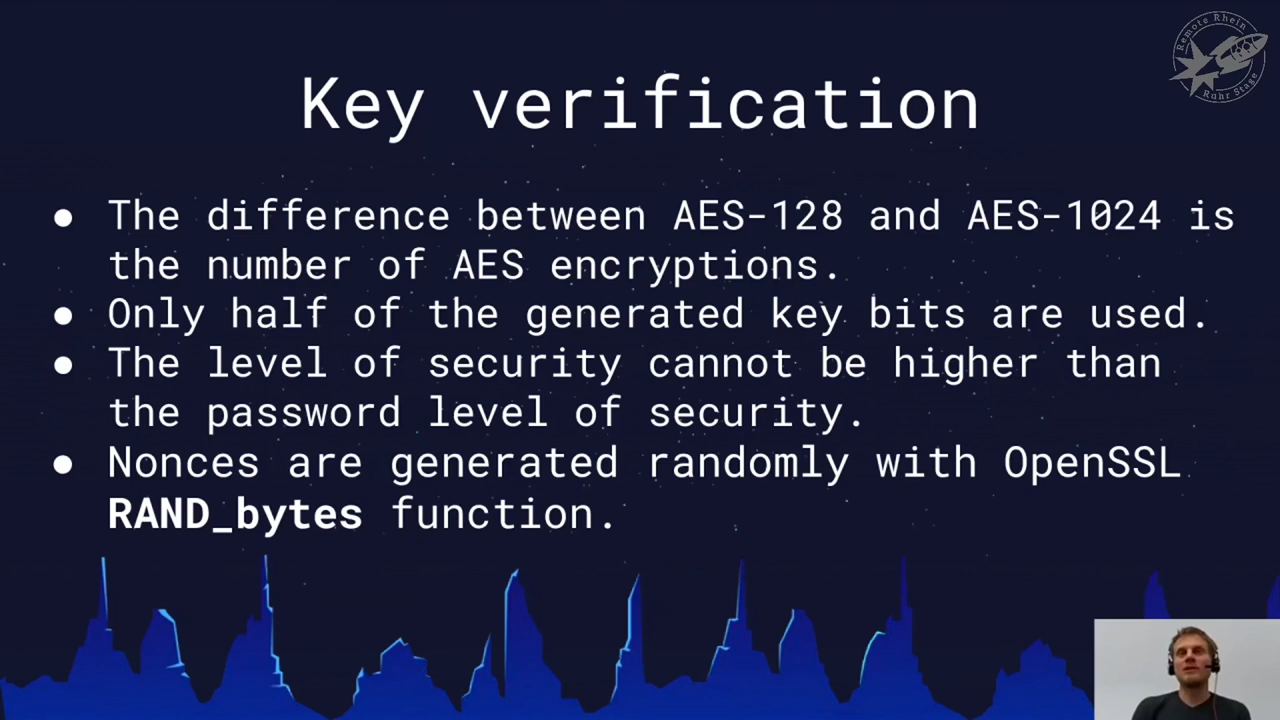 Remote Rhein
Ruhr Stage
Key verification
● The difference between AES-128 and AES-1024 is
the number of AES encryptions.
● Only half of the generated key bits are used.
● The level of security cannot be higher than
the password level of security.
● Nonces are generated randomly with OpenSSL
RAND_bytes function.